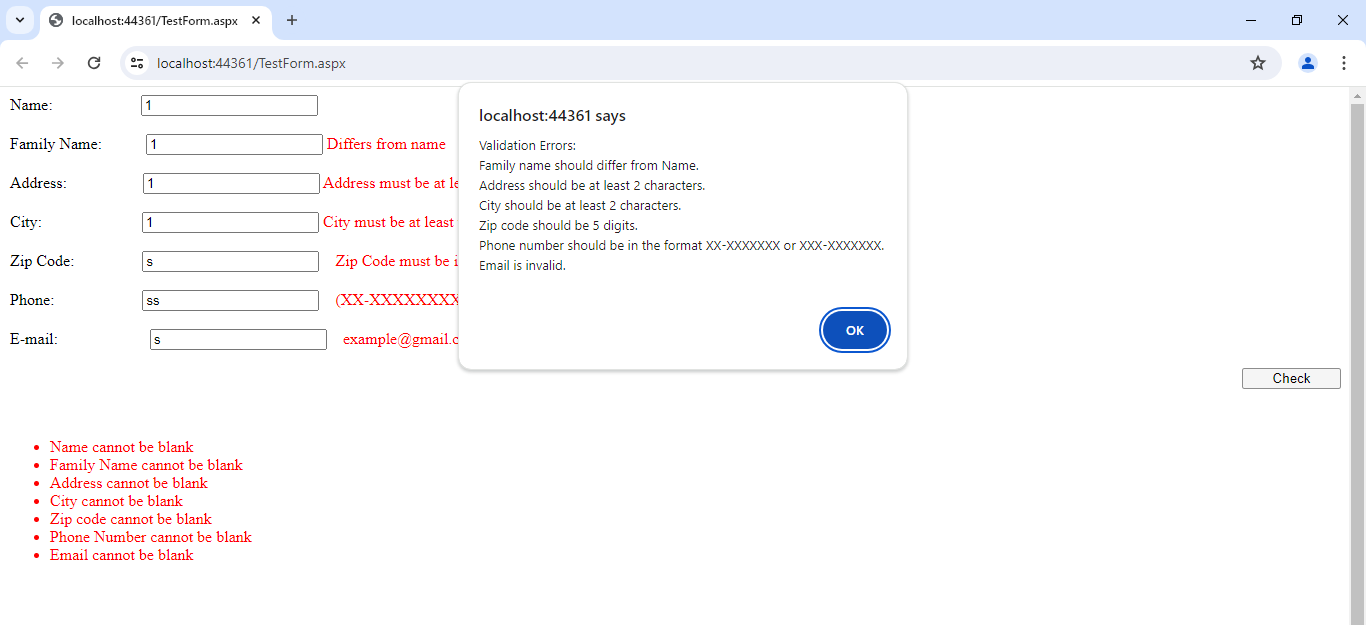 localhost:44361/TestForm.aspx
localhost:44361/TestForm.aspx
localhost:44361 says
Validation Errors:
Family name should differ from Name.
Address should be at least 2 characters.
City should be at least 2 characters.
Zip code should be 5 digits.
Phone number should be in the format XX-XXXXXXX or XXX-XXXXXXX.
Email is invalid.
OK
Name: 1
Family Name: 1 Differs from name
Address: 1 Address must be at le
City: 1 City must be at least
Zip Code: s Zip Code must be i
Phone: ss (XX-XXXXXXXX
E-mail: s example@gmail.c
Check
Name cannot be blank
Family Name cannot be blank
Address cannot be blank
City cannot be blank
Zip code cannot be blank
Phone Number cannot be blank
Email cannot be blank